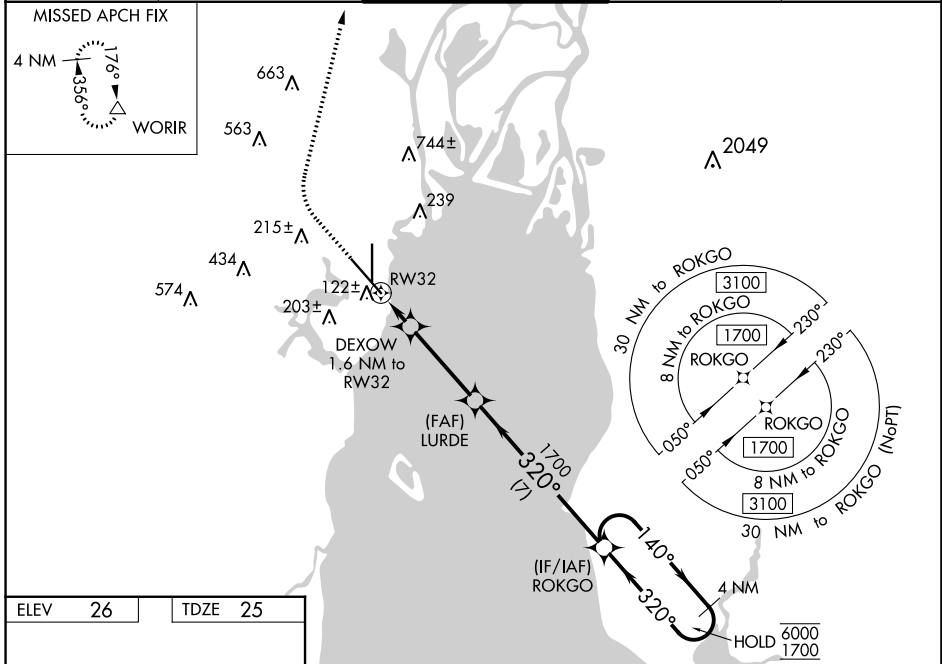 MISSED APCH FIX
4 NM
176°
356°
WORIR
663
563
744±
2049
239
215±
434
574
122±
RW32
203±
DEXOW
1.6 NM to
RW32
(FAF)
LURDE
1700
320°
(7)
(IF/IAF)
ROKGO
140°
320°
4 NM
HOLD 6000
1700
30 NM to ROKGO
3100
8 NM to ROKGO
1700
ROKGO
230°
050°
230°
050°
ROKGO
1700
8 NM to ROKGO
3100
30 NM to ROKGO (NoPT)
ELEV 26
TDZE 25